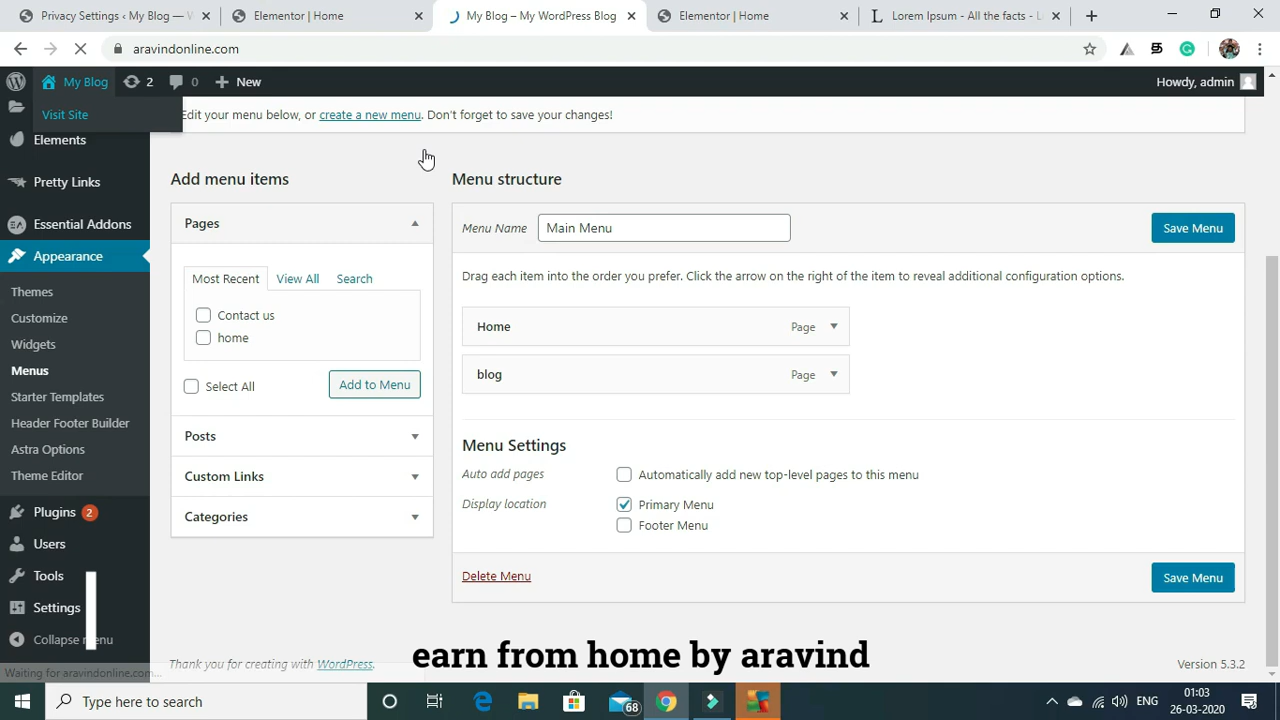 Privacy Settings ‹ My Blog — W
Elementor | Home
My Blog – My WordPress Blog
Elementor | Home
Lorem Ipsum - All the facts - Li
aravindonline.com
My Blog
2
0
New
Howdy, admin
Visit Site
Edit your menu below, or create a new menu. Don't forget to save your changes!
Elements
Pretty Links
Essential Addons
Appearance
Themes
Customize
Widgets
Menus
Starter Templates
Header Footer Builder
Astra Options
Theme Editor
Plugins 2
Users
Tools
Settings
Collapse menu
Add menu items
Pages
Most Recent
View All
Search
Contact us
home
Select All
Add to Menu
Posts
Custom Links
Categories
Menu structure
Menu Name
Main Menu
Save Menu
Drag each item into the order you prefer. Click the arrow on the right of the item to reveal additional configuration options.
Home
Page
blog
Page
Menu Settings
Auto add pages
Automatically add new top-level pages to this menu
Display location
Primary Menu
Footer Menu
Delete Menu
Save Menu
Thank you for creating with WordPress.
Version 5.3.2
Waiting for aravindonline.com...
earn from home by aravind
Type here to search
68
ENG
01:03
26-03-2020